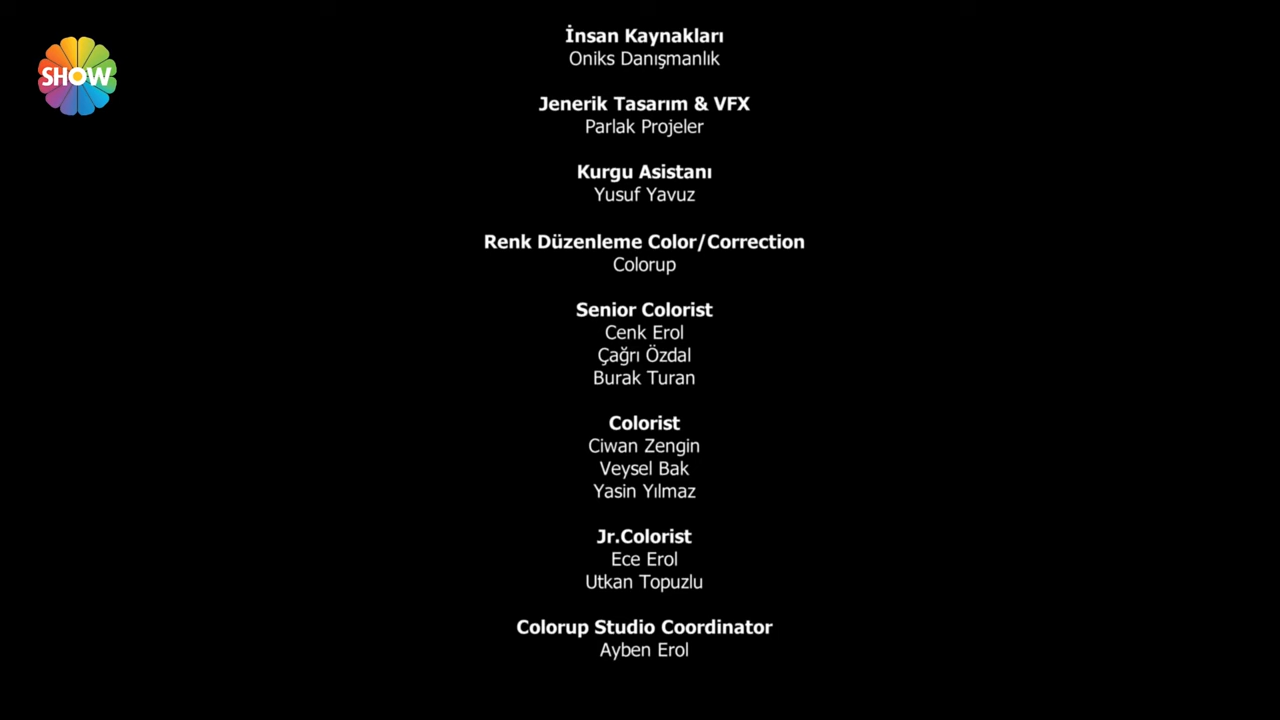 SHOW
İnsan Kaynakları
Oniks Danışmanlık
Jenerik Tasarım & VFX
Parlak Projeler
Kurgu Asistanı
Yusuf Yavuz
Renk Düzenleme Color/Correction
Colorup
Senior Colorist
Cenk Erol
Çağrı Özdal
Burak Turan
Colorist
Ciwan Zengin
Veysel Bak
Yasin Yılmaz
Jr.Colorist
Ece Erol
Utkan Topuzlu
Colorup Studio Coordinator
Ayben Erol